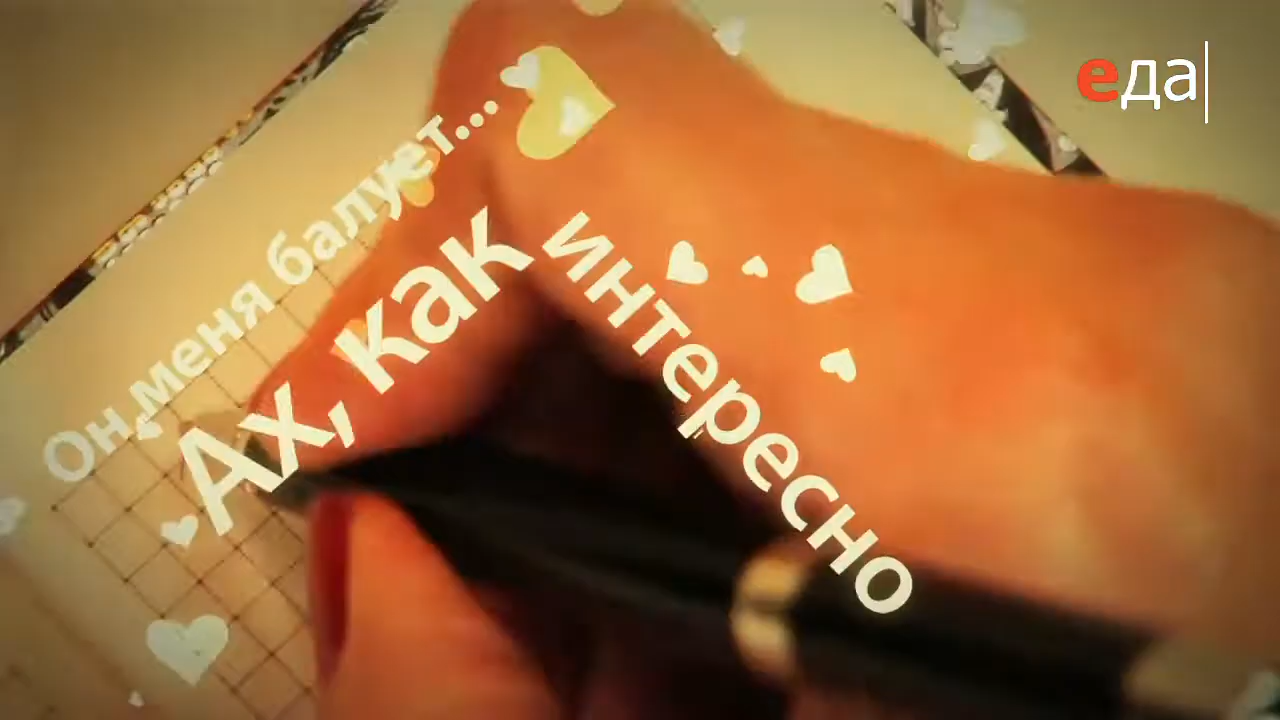 Он меня балует...
Ах, как
интересно
еда